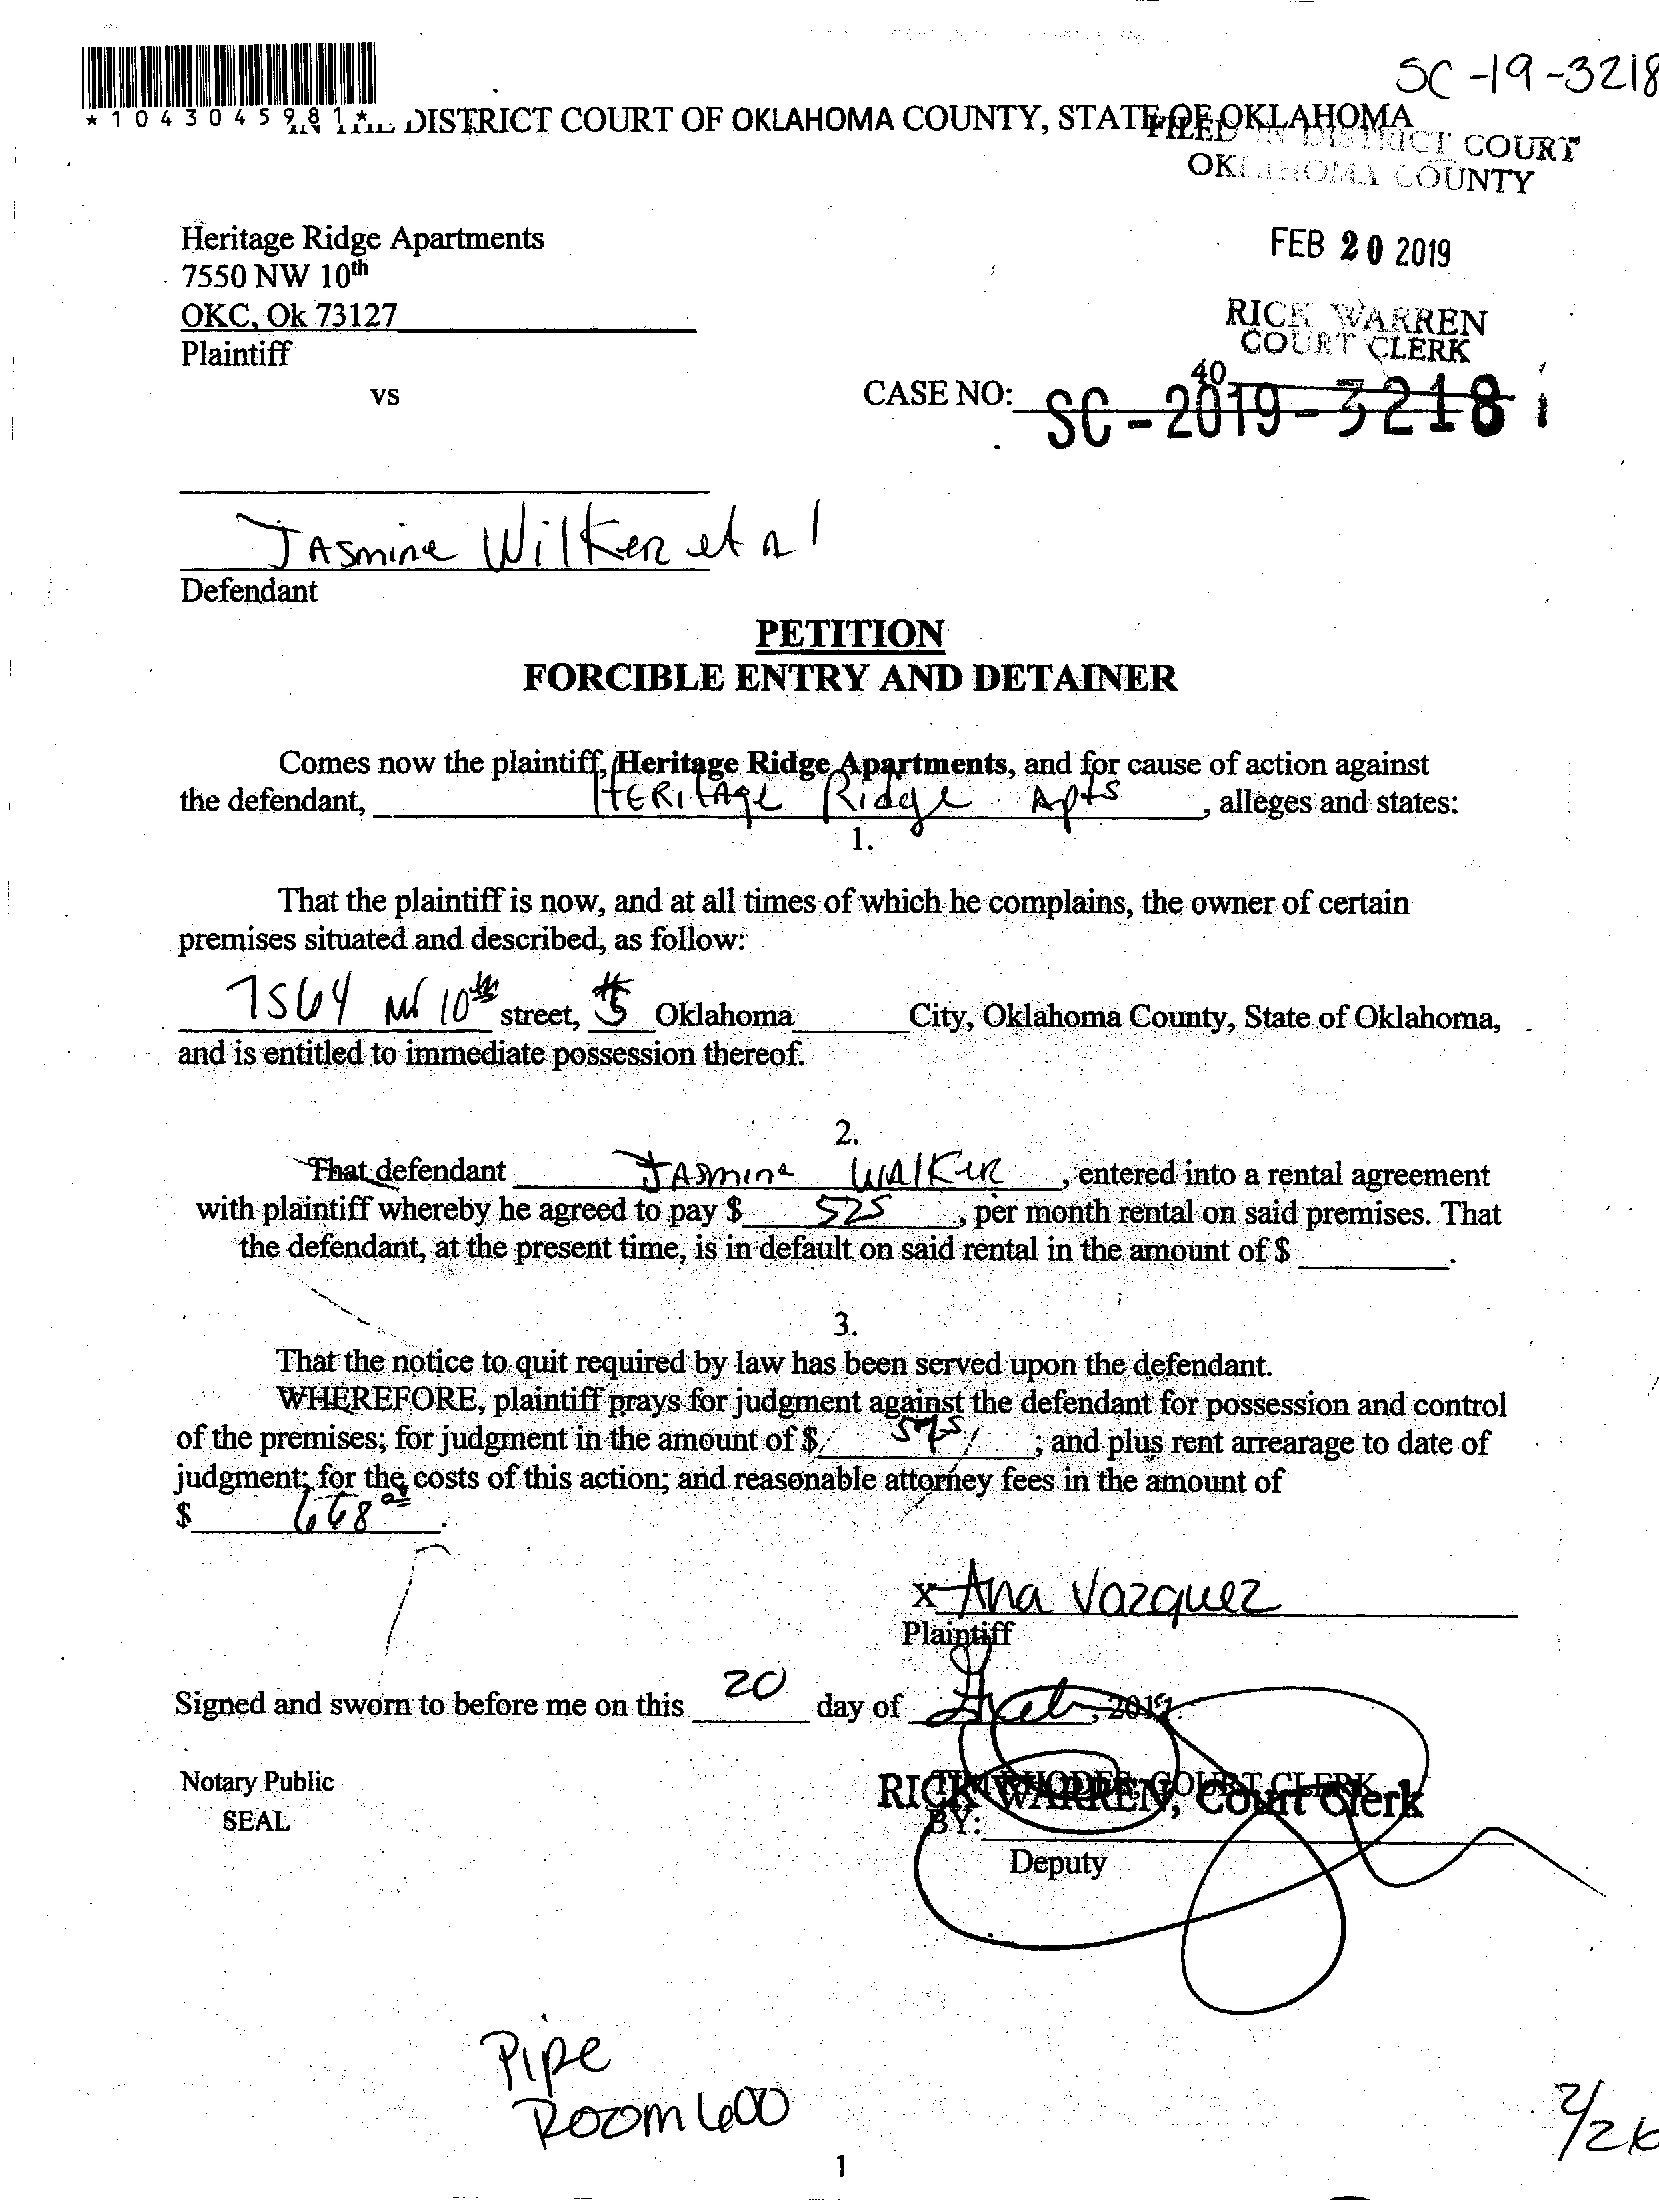 SC-19-3218
*1043045981*
DISTRICT COURT OF OKLAHOMA COUNTY, STATE OF OKLAHOMA
FILED IN DISTRICT COURT
OKLAHOMA COUNTY
Heritage Ridge Apartments
FEB 20 2019
7550 NW 10th
OKC, Ok 73127
RICK WARREN
COURT CLERK
Plaintiff
40
vs
CASE NO: SC-2019-3218
JAsmine Wilker et al
Defendant
PETITION
FORCIBLE ENTRY AND DETAINER
Comes now the plaintiff, Heritage Ridge Apartments, and for cause of action against
the defendant, HERitAgE Ridge Apts, alleges and states:
1.
That the plaintiff is now, and at all times of which he complains, the owner of certain
premises situated and described, as follow:
7564 NW 10th street, #5 Oklahoma City, Oklahoma County, State of Oklahoma,
and is entitled to immediate possession thereof.
2.
That defendant JAsmine WalKer, entered into a rental agreement
with plaintiff whereby he agreed to pay $ 525, per month rental on said premises. That
the defendant, at the present time, is in default on said rental in the amount of $ .
3.
That the notice to quit required by law has been served upon the defendant.
WHEREFORE, plaintiff prays for judgment against the defendant for possession and control
of the premises; for judgment in the amount of $ ; and plus rent arrearage to date of
judgment; for the costs of this action; and reasonable attorney fees in the amount of
$ 668 .
x Ana Vazquez
Plaintiff
Signed and sworn to before me on this 20 day of Feb, 2019.
Notary Public
SEAL
RICK WARREN, Court Clerk
COURT CLERK
BY:
Deputy
Pipe
Room 600
1